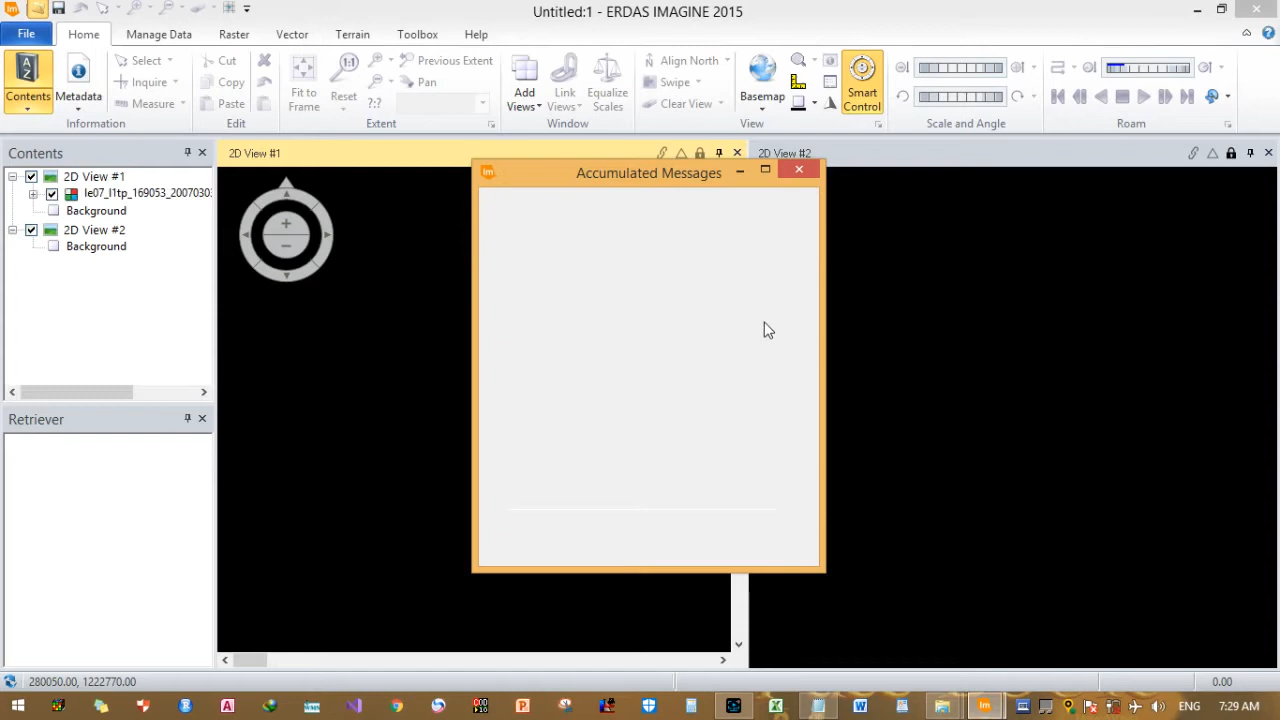 Untitled:1 - ERDAS IMAGINE 2015
File Home Manage Data Raster Vector Terrain Toolbox Help
Contents
Metadata
Information
Select
Inquire
Measure
Cut
Copy
Paste
Edit
Fit to
Frame
Reset
Previous Extent
Pan
?:?
Extent
Add
Views
Link
Views
Equalize
Scales
Window
Align North
Swipe
Clear View
Basemap
View
Smart
Control
Scale and Angle
Roam
Contents
2D View #1
le07_l1tp_169053_2007030
Background
2D View #2
Background
Retriever
2D View #1
2D View #2
Accumulated Messages
280050.00, 1222770.00
0.00
ENG 7:29 AM